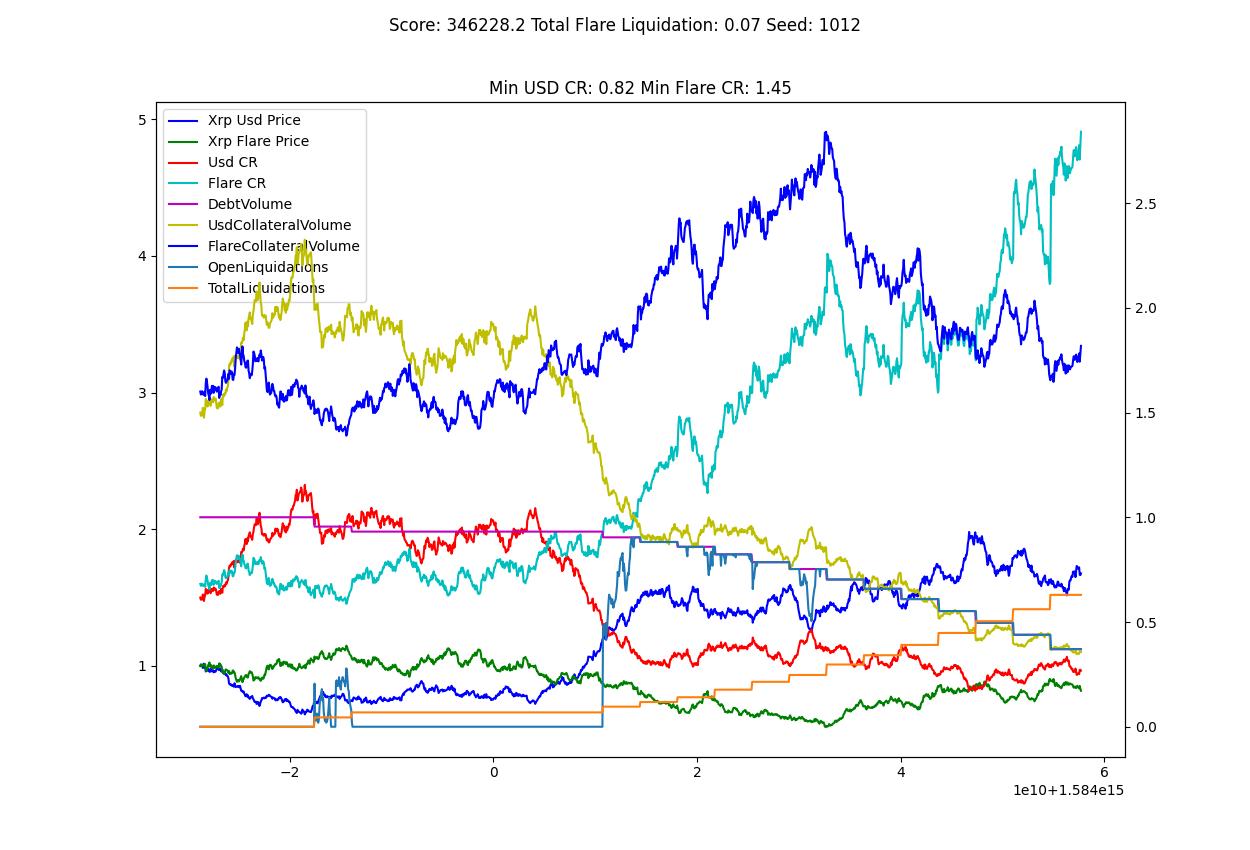 Score: 346228.2 Total Flare Liquidation: 0.07 Seed: 1012
Min USD CR: 0.82 Min Flare CR: 1.45
Xrp Usd Price
Xrp Flare Price
Usd CR
Flare CR
DebtVolume
UsdCollateralVolume
FlareCollateralVolume
OpenLiquidations
TotalLiquidations
5
4
3
2
1
2.5
2.0
1.5
1.0
0.5
0.0
−2 0 2 4 6
1e10+1.584e15